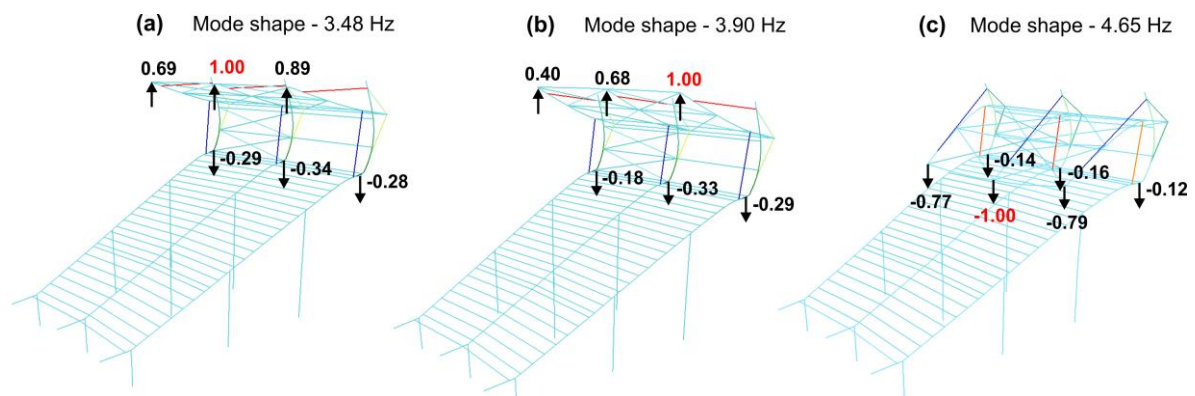 (a) Mode shape - 3.48 Hz
0.69 1.00 0.89
-0.29
-0.34
-0.28
(b) Mode shape - 3.90 Hz
0.40 0.68 1.00
-0.18
-0.33
-0.29
(c) Mode shape - 4.65 Hz
-0.14
-0.16
-0.12
-0.77
-1.00
-0.79